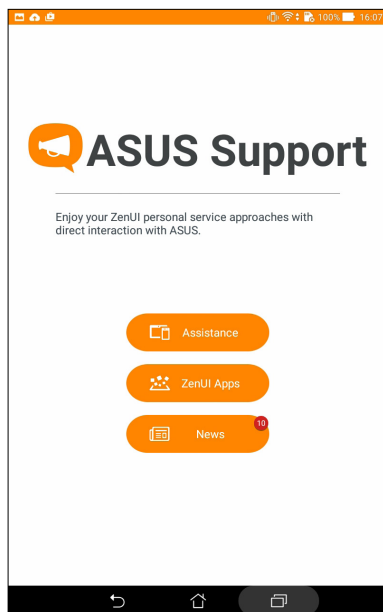 100% 16:07
ASUS Support
Enjoy your ZenUI personal service approaches with
direct interaction with ASUS.
Assistance
ZenUI Apps
10
News